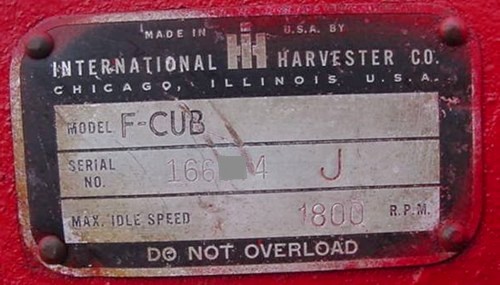 MADE IN IH U.S.A. BY
INTERNATIONAL HARVESTER CO.
CHICAGO, ILLINOIS U.S.A.
MODEL F-CUB
SERIAL NO. J
MAX. IDLE SPEED 1800 R.P.M.
DO NOT OVERLOAD